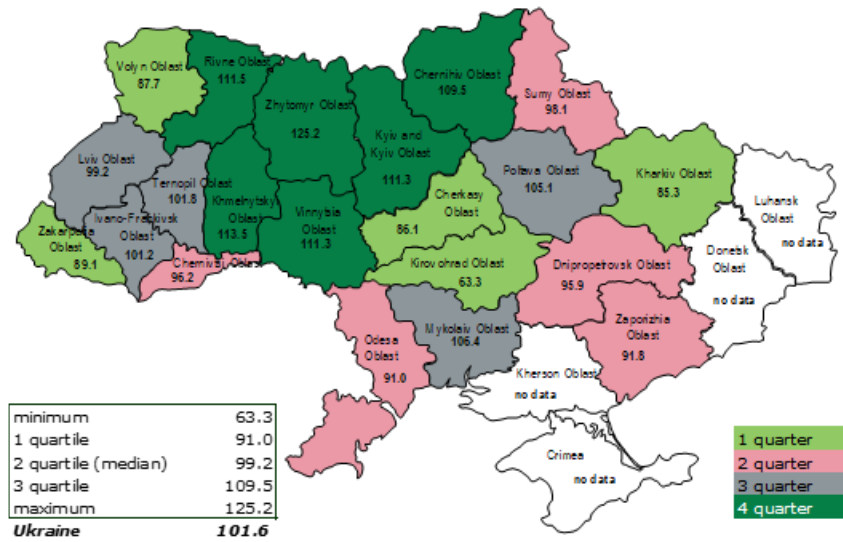 Volyn Oblast
87.7
Rivne Oblast
111.5
Zhytomyr Oblast
125.2
Kyiv and
Kyiv Oblast
111.3
Chernihiv Oblast
109.5
Sumy Oblast
98.1
Lviv Oblast
99.2
Ternopil Oblast
101.8
Khmelnytsky
Oblast
113.5
Vinnytsia
Oblast
111.3
Cherkasy
Oblast
86.1
Poltava Oblast
105.1
Kharkiv Oblast
85.3
Luhansk
Oblast
no data
Zakarpattia
Oblast
89.1
Ivano-Frankivsk
Oblast
101.2
Chernivtsi Oblast
96.2
Kirovohrad Oblast
63.3
Dnipropetrovsk Oblast
95.9
Donetsk
Oblast
no data
Odesa
Oblast
91.0
Mykolaiv Oblast
106.4
Zaporizhia
Oblast
91.8
Kherson Oblast
no data
Crimea
no data
minimum 63.3
1 quartile 91.0
2 quartile (median) 99.2
3 quartile 109.5
maximum 125.2
Ukraine 101.6
1 quarter
2 quarter
3 quarter
4 quarter